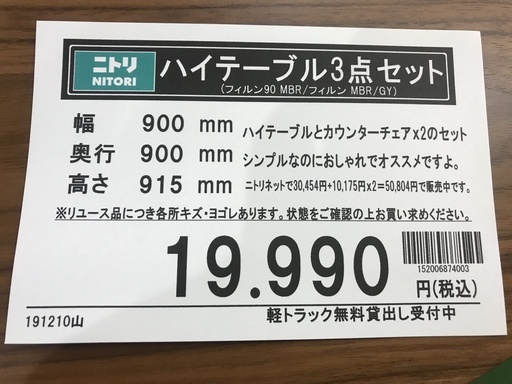 ニトリ
NITORI
ハイテーブル3点セット
(フィルン90 MBR/フィルン MBR/GY)
幅 900 mm
奥行 900 mm
高さ 915 mm
ハイテーブルとカウンターチェアx2のセット
シンプルなのにおしゃれでオススメですよ。
ニトリネットで30,454円+10,175円x2=50,804円で販売中です。
※リユース品につき各所キズ・ヨゴレあります。状態をご確認の上お買い求めください。
19.990
円(税込)
152006874003
191210山
軽トラック無料貸出し受付中